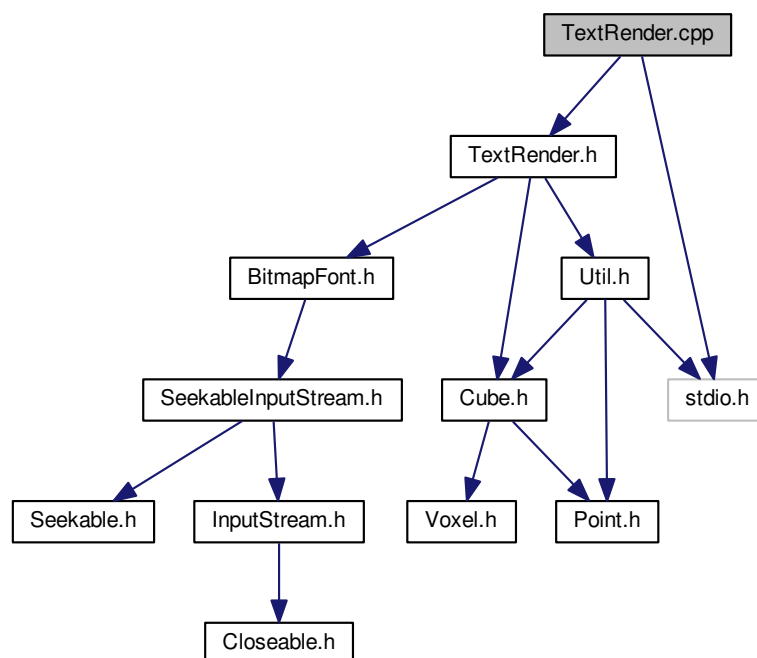 TextRender.cpp
TextRender.h
BitmapFont.h
Util.h
SeekableInputStream.h
Cube.h
stdio.h
Seekable.h
InputStream.h
Voxel.h
Point.h
Closeable.h